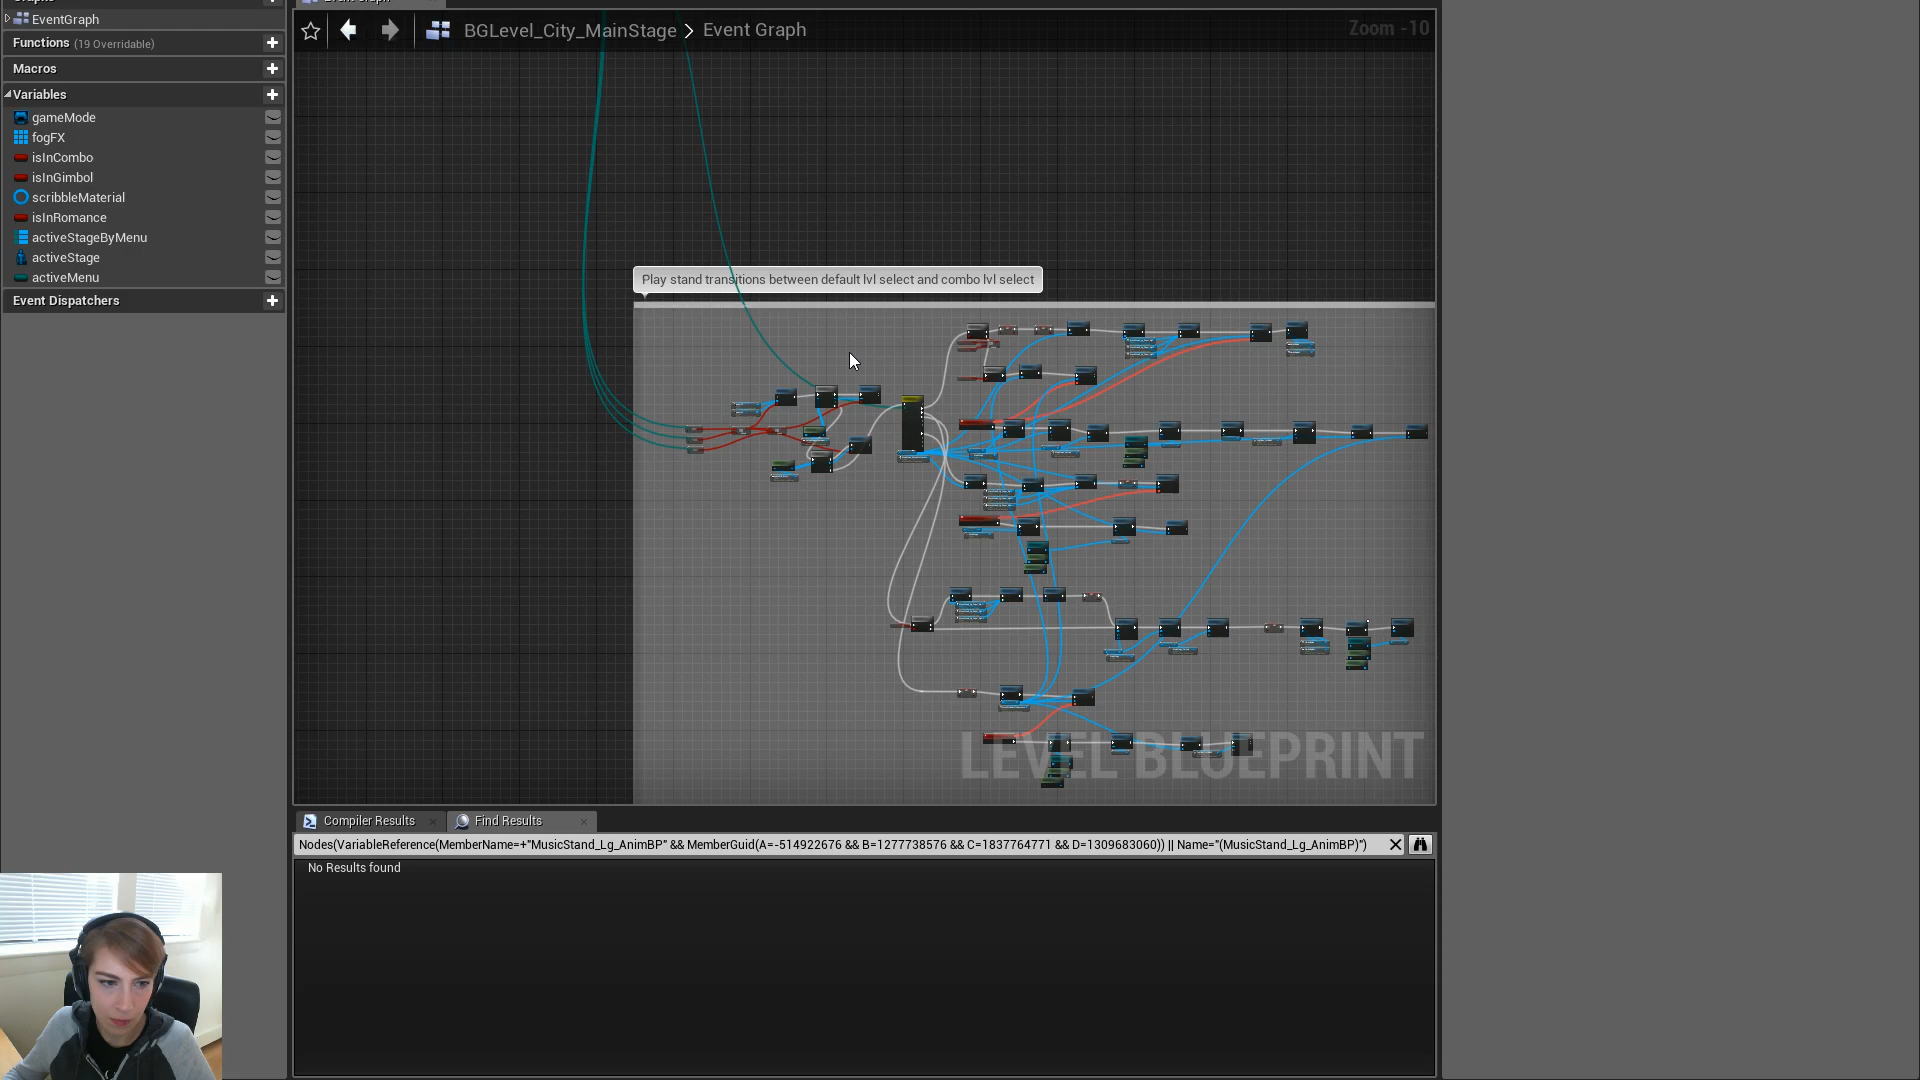 EventGraph
BGLevel_City_MainStage > Event Graph
Zoom -10
Functions (19 Overridable)
Macros
Variables
gameMode
fogFX
isInCombo
isInGimbol
scribbleMaterial
isInRomance
activeStageByMenu
activeStage
activeMenu
Event Dispatchers
Play stand transitions between default lvl select and combo lvl select
LEVEL BLUEPRINT
Compiler Results
Find Results
Nodes(VariableReference(MemberName=+"MusicStand_Lg_AnimBP" && MemberGuid(A=-514922676 && B=1277738576 && C=1837764771 && D=1309683060)) || Name="(MusicStand_Lg_AnimBP)")
No Results found